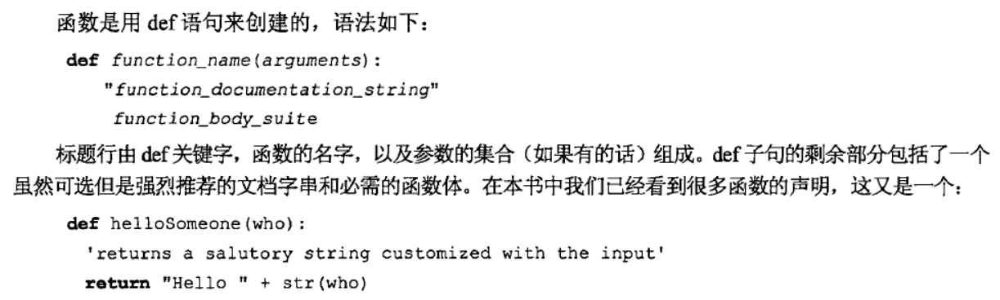 函数是用 def 语句来创建的，语法如下：
def function_name(arguments):
"function_documentation_string"
function_body_suite
标题行由 def 关键字，函数的名字，以及参数的集合（如果有的话）组成。def 子句的剩余部分包括了一个
虽然可选但是强烈推荐的文档字串和必需的函数体。在本书中我们已经看到很多函数的声明，这又是一个：
def helloSomeone(who):
'returns a salutory string customized with the input'
return "Hello " + str(who)